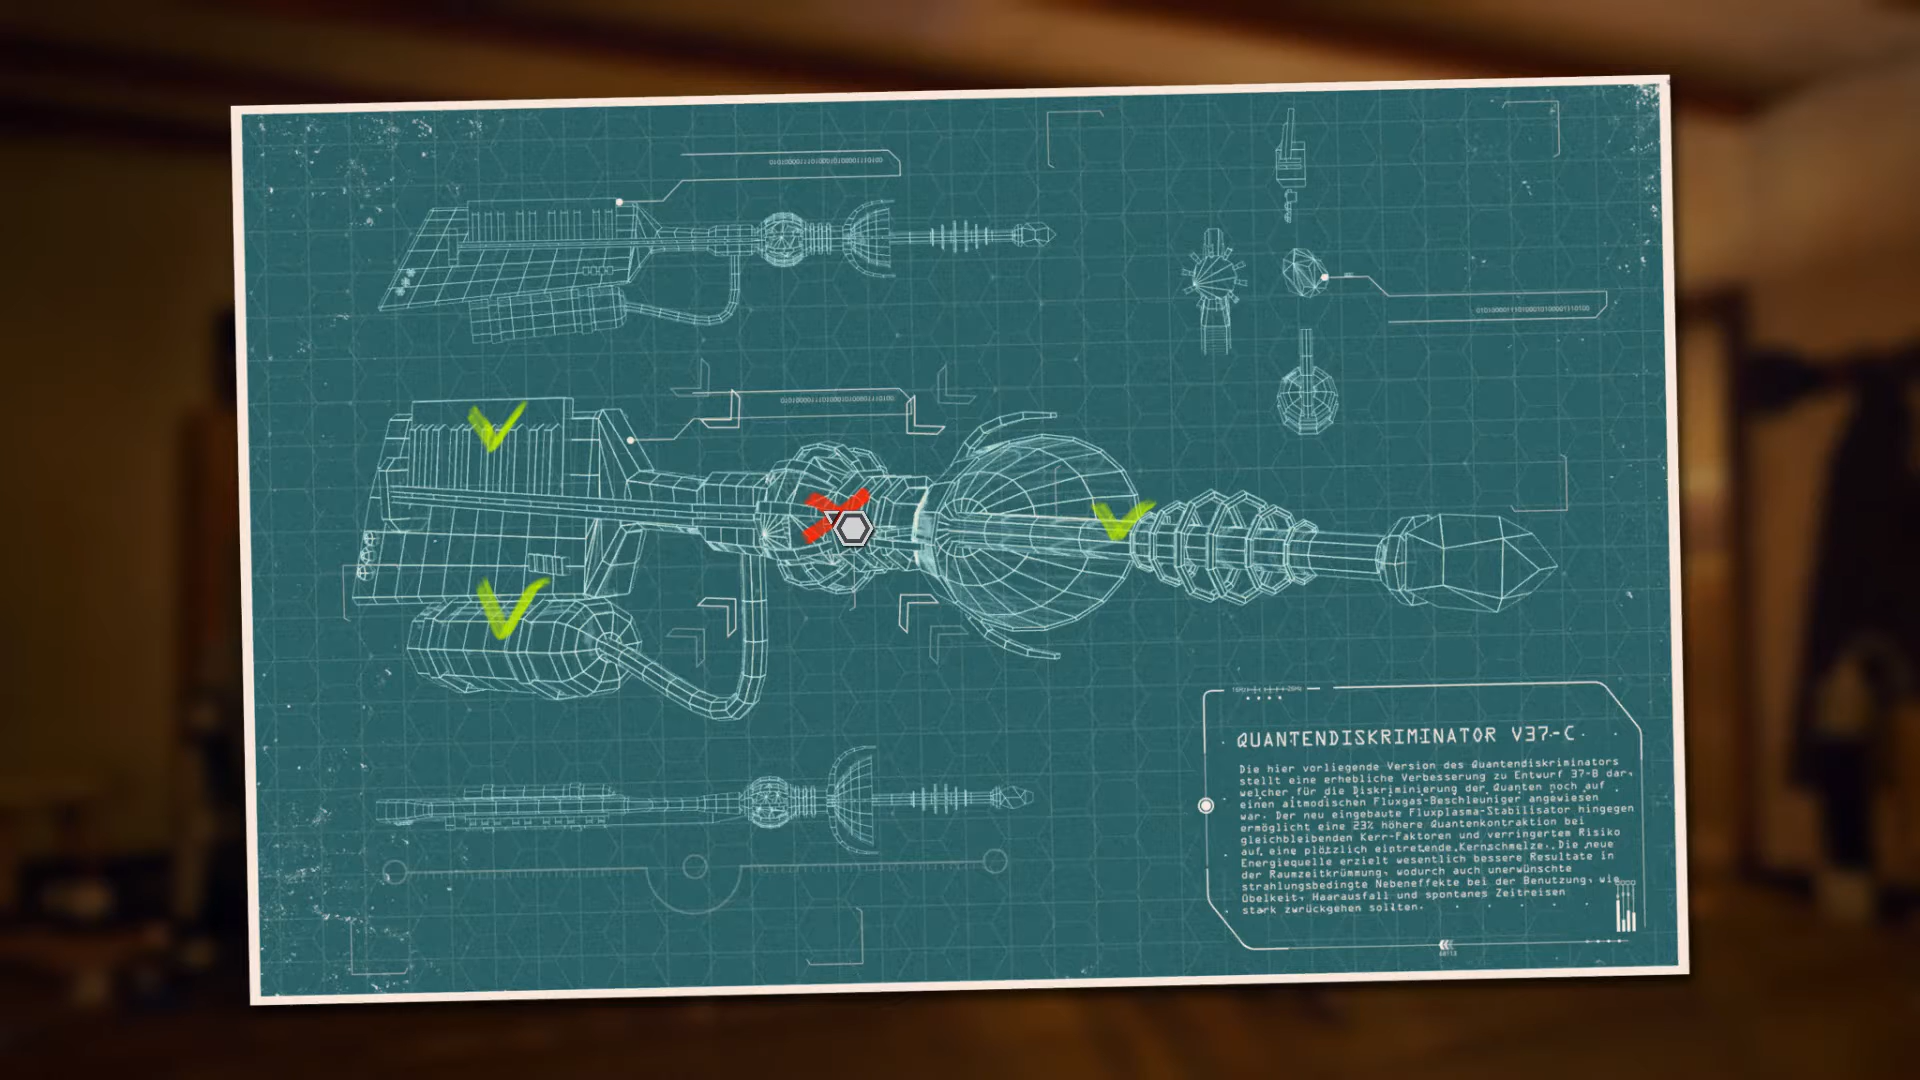 QUANTENDISKRIMINATOR V37-C
Die hier vorliegende Version des Quantendiskriminators
stellt eine erhebliche Verbesserung zu Entwurf 37-B dar,
welcher für die Diskriminierung der Quanten noch auf
einen altmodischen Fluxgas-Beschleuniger angewiesen
war. Der neu eingebaute Fluxplasma-Stabilisator hingegen
ermöglicht eine 23% höhere Quantenkontraktion bei
gleichbleibenden Kerr-Faktoren und verringertem Risiko
auf eine plötzlich eintretende Kernschmelze. Die neue
Energiequelle erzielt wesentlich bessere Resultate in
der Raumzeitkrümmung, wodurch auch unerwünschte
strahlungsbedingte Nebeneffekte bei der Benutzung, wie
Übelkeit, Haarausfall und spontanes Zeitreisen
stark zurückgehen sollten.